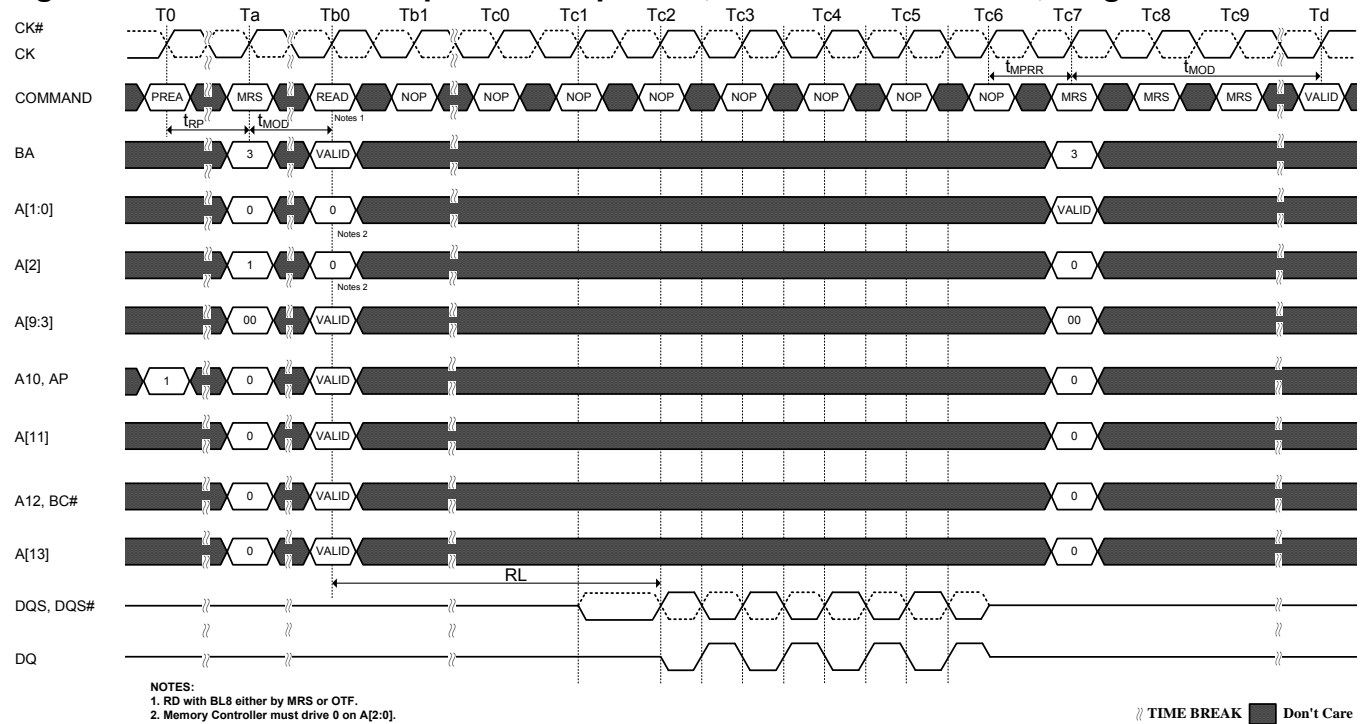 T0 Ta Tb0 Tb1 Tc0 Tc1 Tc2 Tc3 Tc4 Tc5 Tc6 Tc7 Tc8 Tc9 Td
CK#
CK
tMPRR tMOD
COMMAND PREA MRS READ NOP NOP NOP NOP NOP NOP NOP NOP MRS MRS MRS VALID
Notes 1
tRP tMOD
BA 3 VALID 3
A[1:0] 0 0 VALID
Notes 2
A[2] 1 0 0
Notes 2
A[9:3] 00 VALID 00
A10, AP 1 0 VALID 0
A[11] 0 VALID 0
A12, BC# 0 VALID 0
A[13] 0 VALID 0
RL
DQS, DQS#
DQ
NOTES:
1. RD with BL8 either by MRS or OTF.
2. Memory Controller must drive 0 on A[2:0].
TIME BREAK Don't Care